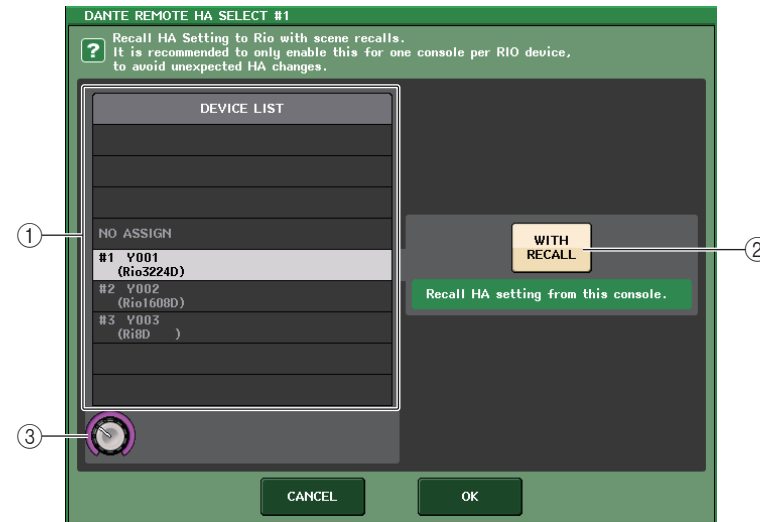 DANTE REMOTE HA SELECT #1
? Recall HA Setting to Rio with scene recalls.
It is recommended to only enable this for one console per RIO device,
to avoid unexpected HA changes.
DEVICE LIST
NO ASSIGN
#1 Y001
(Rio3224D)
#2 Y002
(Rio1608D)
#3 Y003
(Ri8D )
①
WITH
RECALL
②
Recall HA setting from this console.
③
CANCEL
OK